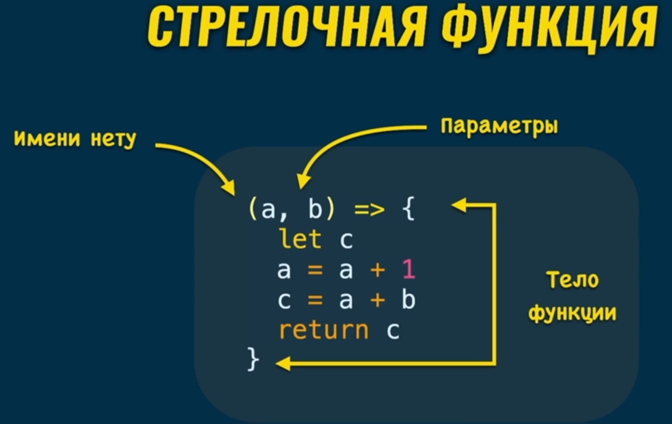 СТРЕЛОЧНАЯ ФУНКЦИЯ
Имени нету
Параметры
(a, b) => {
let c
a = a + 1
c = a + b
return c
}
Тело
функции